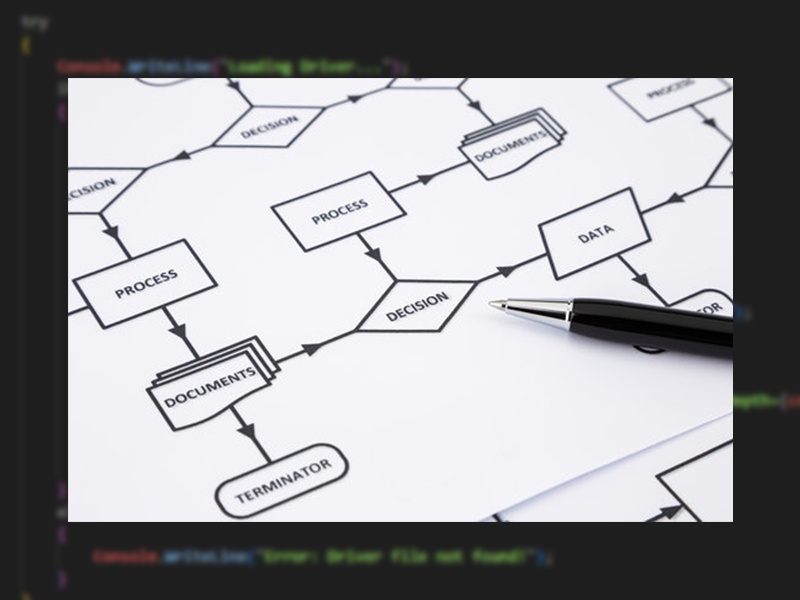 try
{
Console.WriteLine("Loading Driver...");
{
DECISION
PROCESS
DOCUMENTS
CISION
PROCESS
DATA
PROCESS
DECISION
DOCUMENTS
TERMINATOR
}
{
Console.WriteLine("Error: Driver file not found!");
}